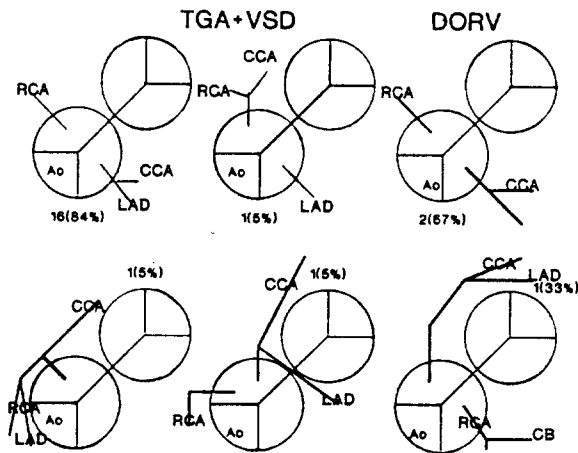 TGA+VSD DORV
RCA
Ao
CCA
LAD
16(84%)
CCA
RCA
Ao
LAD
1(5%)
RCA
Ao
CCA
2(67%)
1(5%)
CCA
RCA
Ao
LAD
1(5%)
CCA
RCA
Ao
LAD
CCA
LAD
1(33%)
RCA
Ao
CB